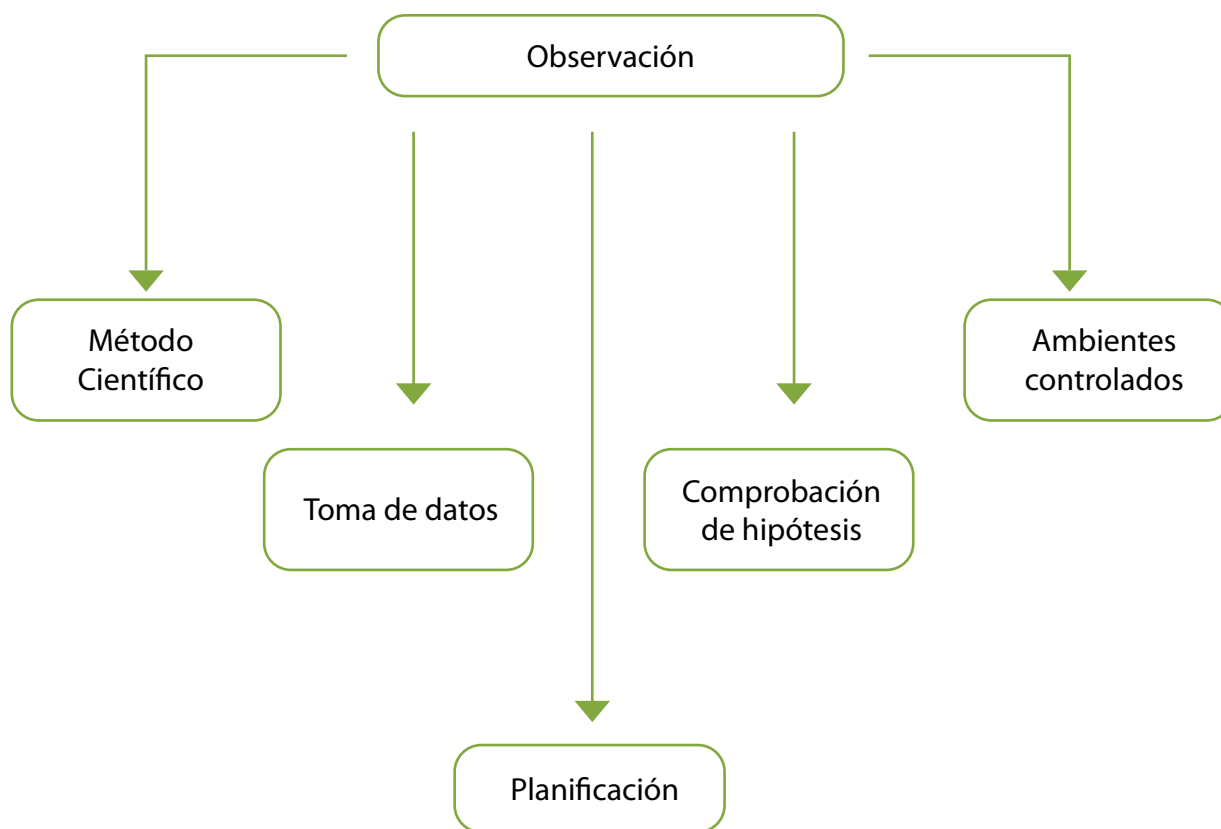 Observación
Método
Científico
Ambientes
controlados
Toma de datos
Comprobación
de hipótesis
Planificación